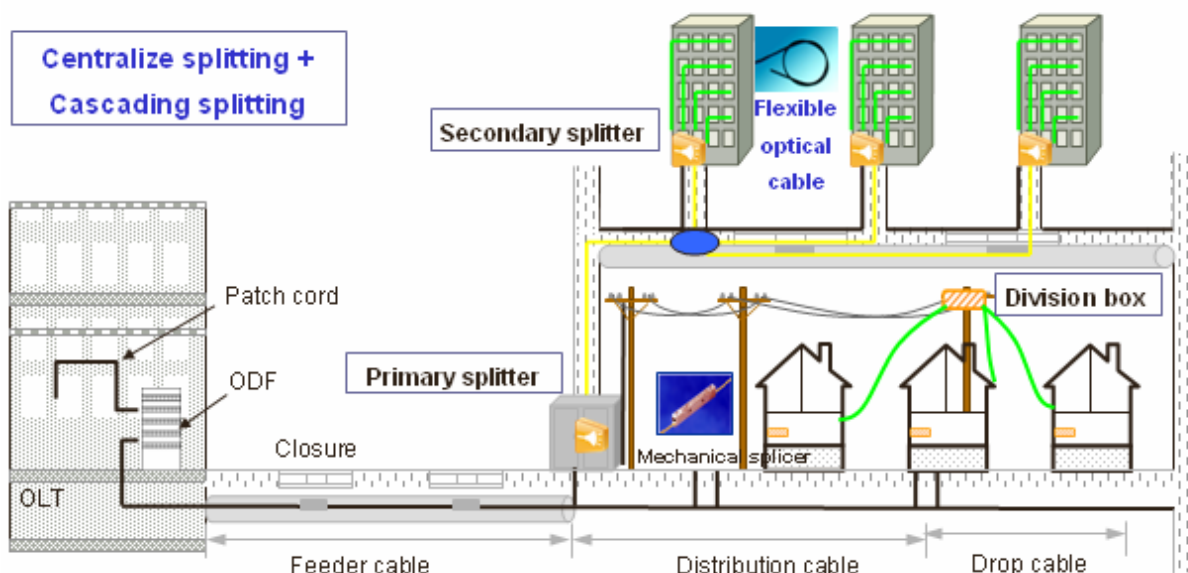 Centralize splitting +
Cascading splitting
Secondary splitter
Flexible
optical
cable
Patch cord
ODF
Primary splitter
Division box
Closure
Mechanical splicer
OLT
Feeder cable
Distribution cable
Drop cable